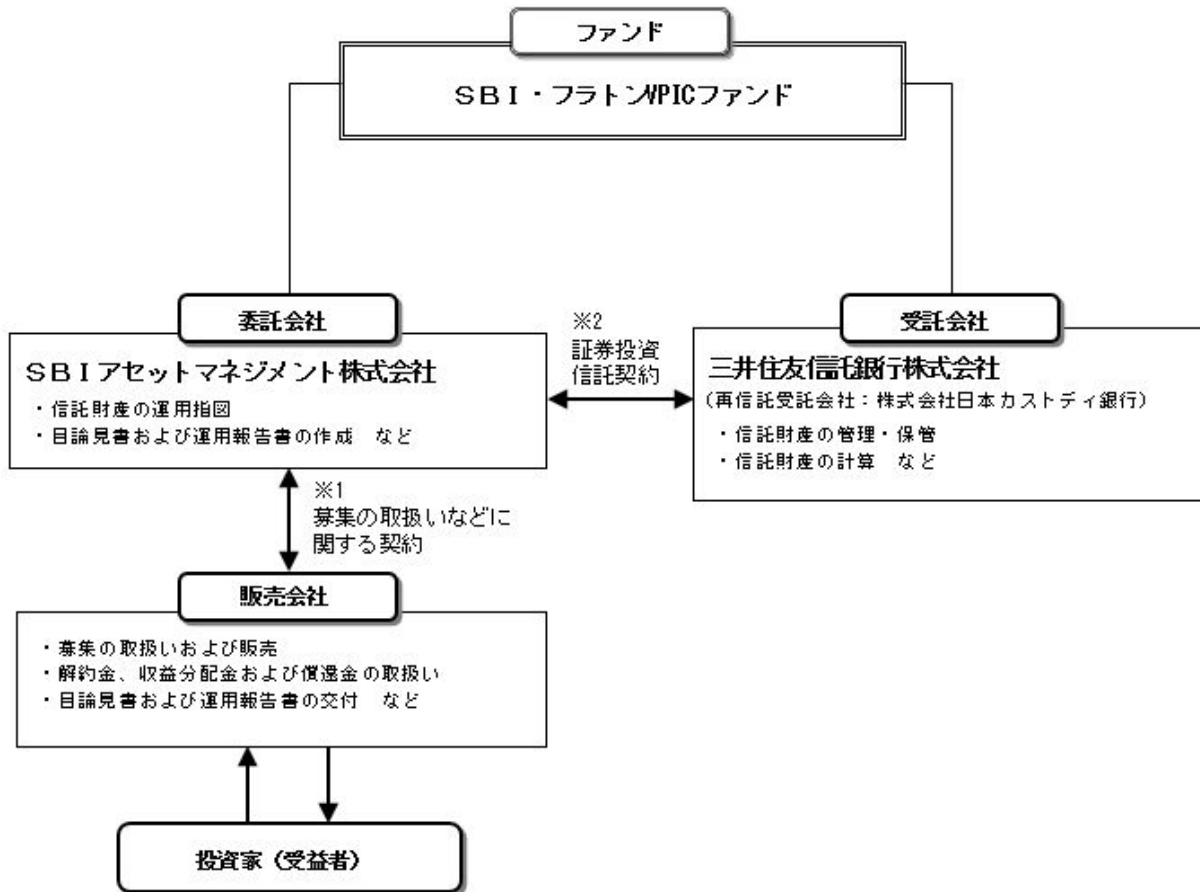 ファンド
SBI・フラトンVPICファンド
委託会社
SBIアセットマネジメント株式会社
・信託財産の運用指図
・目論見書および運用報告書の作成 など
※2
証券投資
信託契約
受託会社
三井住友信託銀行株式会社
(再信託受託会社:株式会社日本カストディ銀行)
・信託財産の管理・保管
・信託財産の計算 など
※1
募集の取扱いなどに
関する契約
販売会社
・募集の取扱いおよび販売
・解約金、収益分配金および償還金の取扱い
・目論見書および運用報告書の交付 など
投資家(受益者)